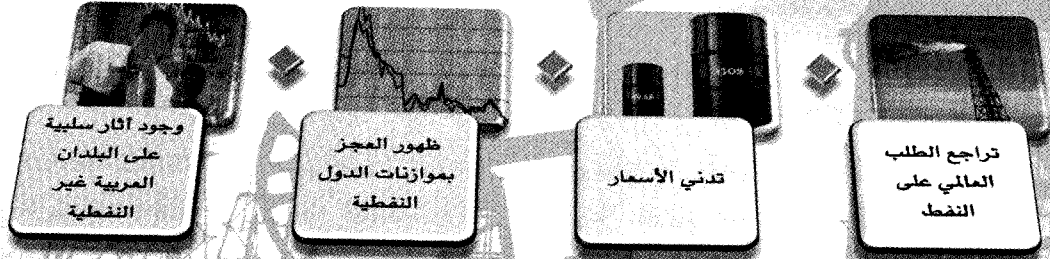 تراجع الطلب
العالمي على
النفط
تدني الأسعار
ظهور العجز
بموازنات الدول
النفطية
وجود آثار سلبية
على البلدان
العربية غير
النفطية